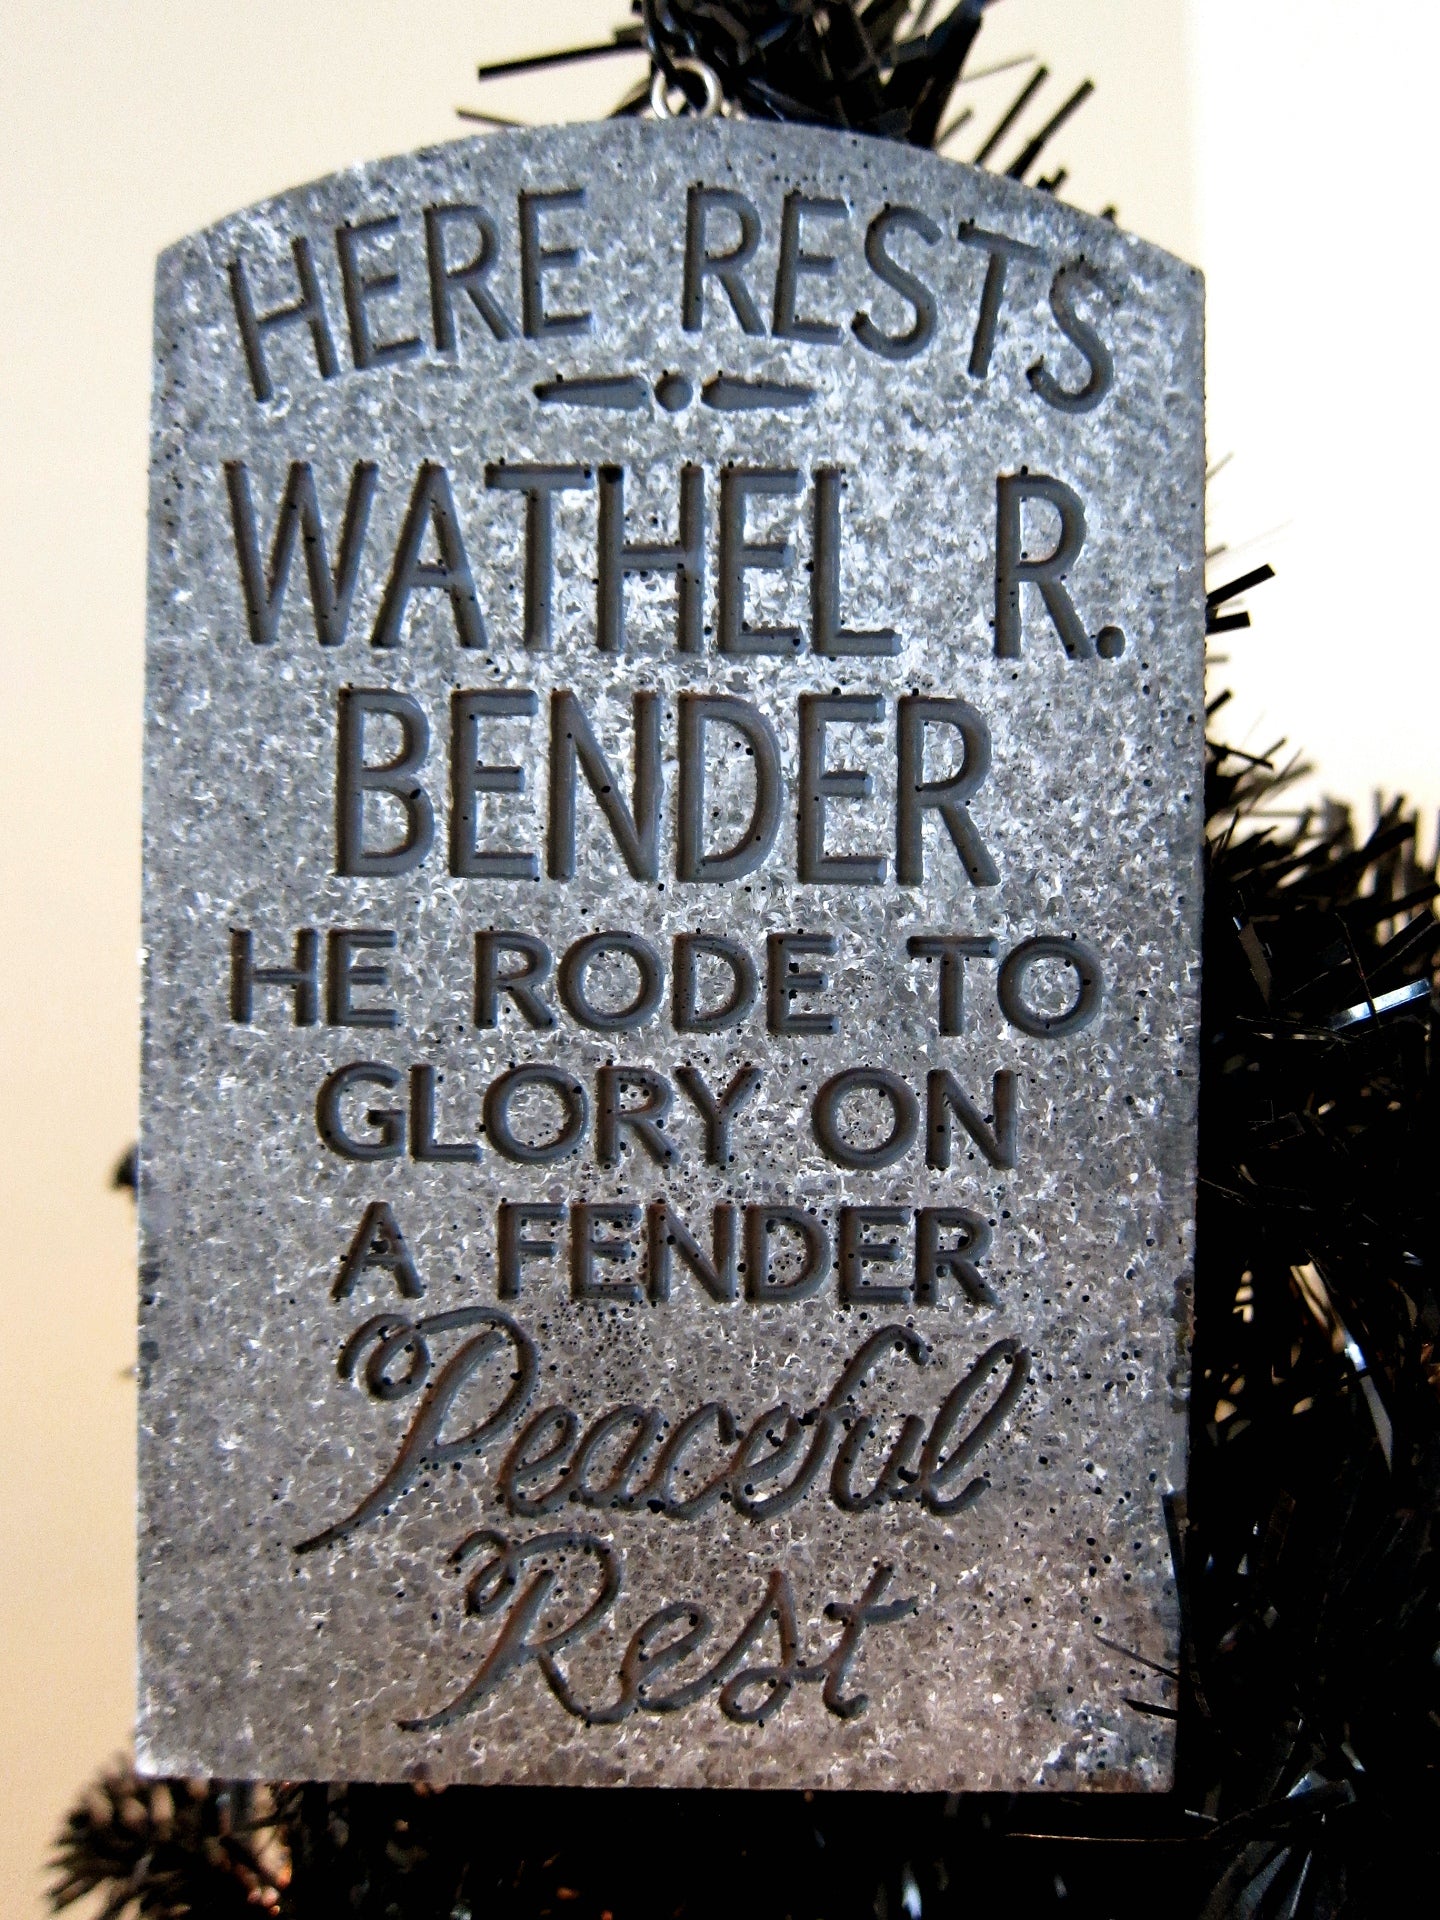 HERE RESTS
WATHEL R.
BENDER
HE RODE TO
GLORY ON
A FENDER
Peaceful
Rest